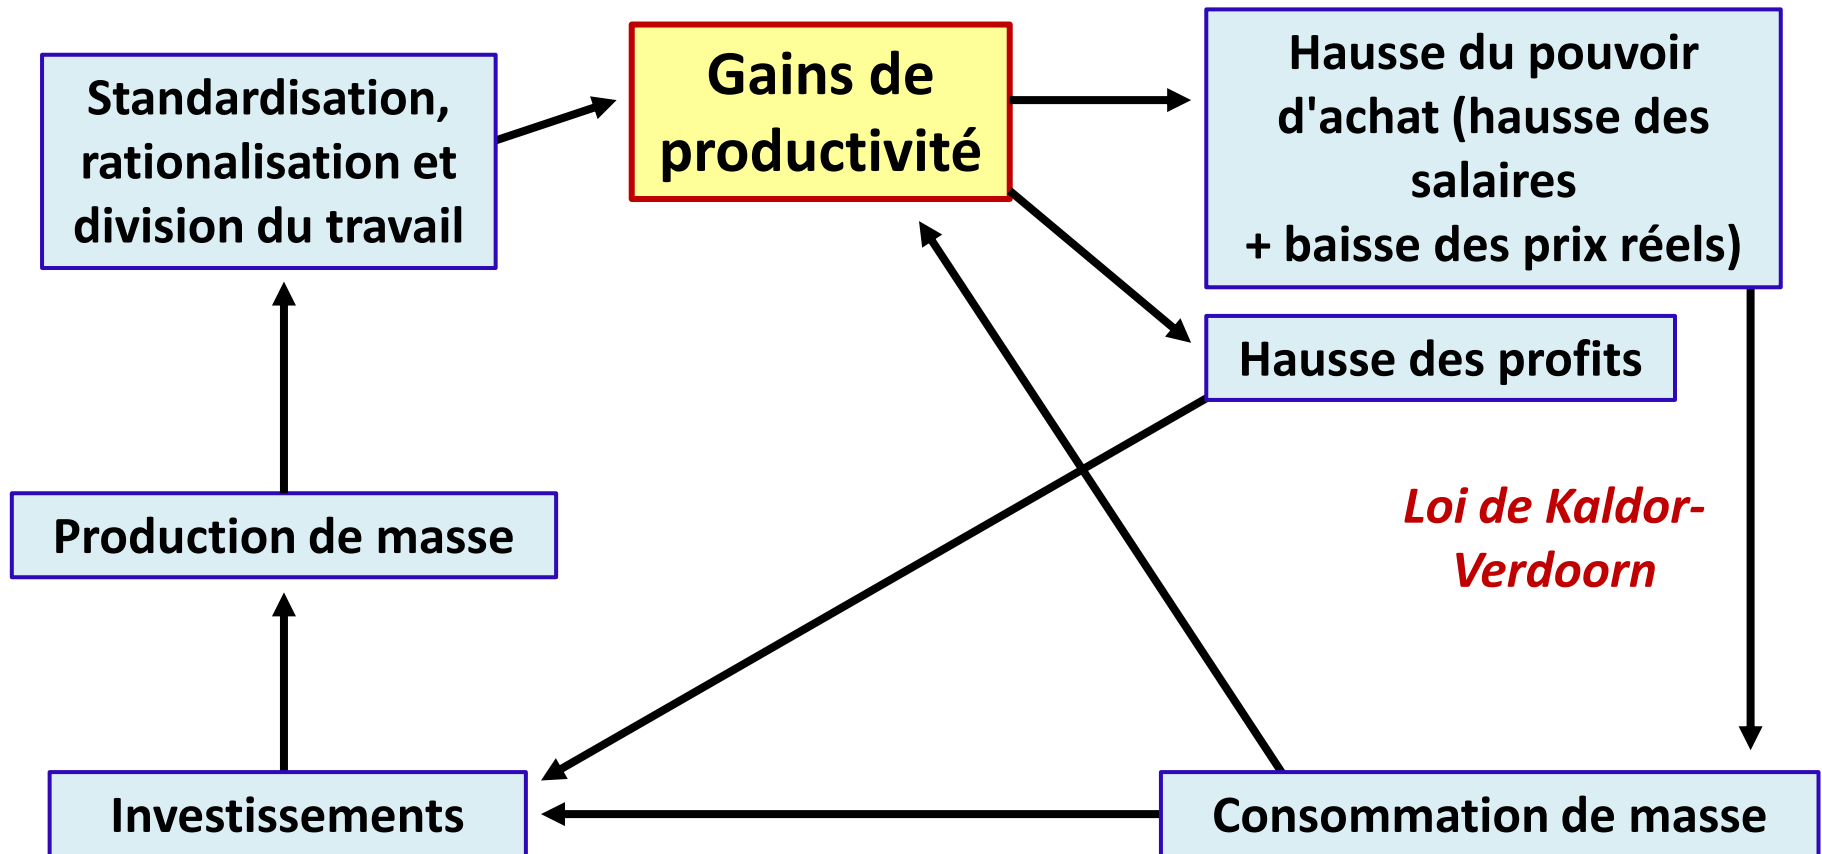 Standardisation,
rationalisation et
division du travail
Gains de
productivité
Hausse du pouvoir
d'achat (hausse des
salaires
+ baisse des prix réels)
Hausse des profits
Production de masse
Loi de Kaldor-
Verdoorn
Investissements
Consommation de masse